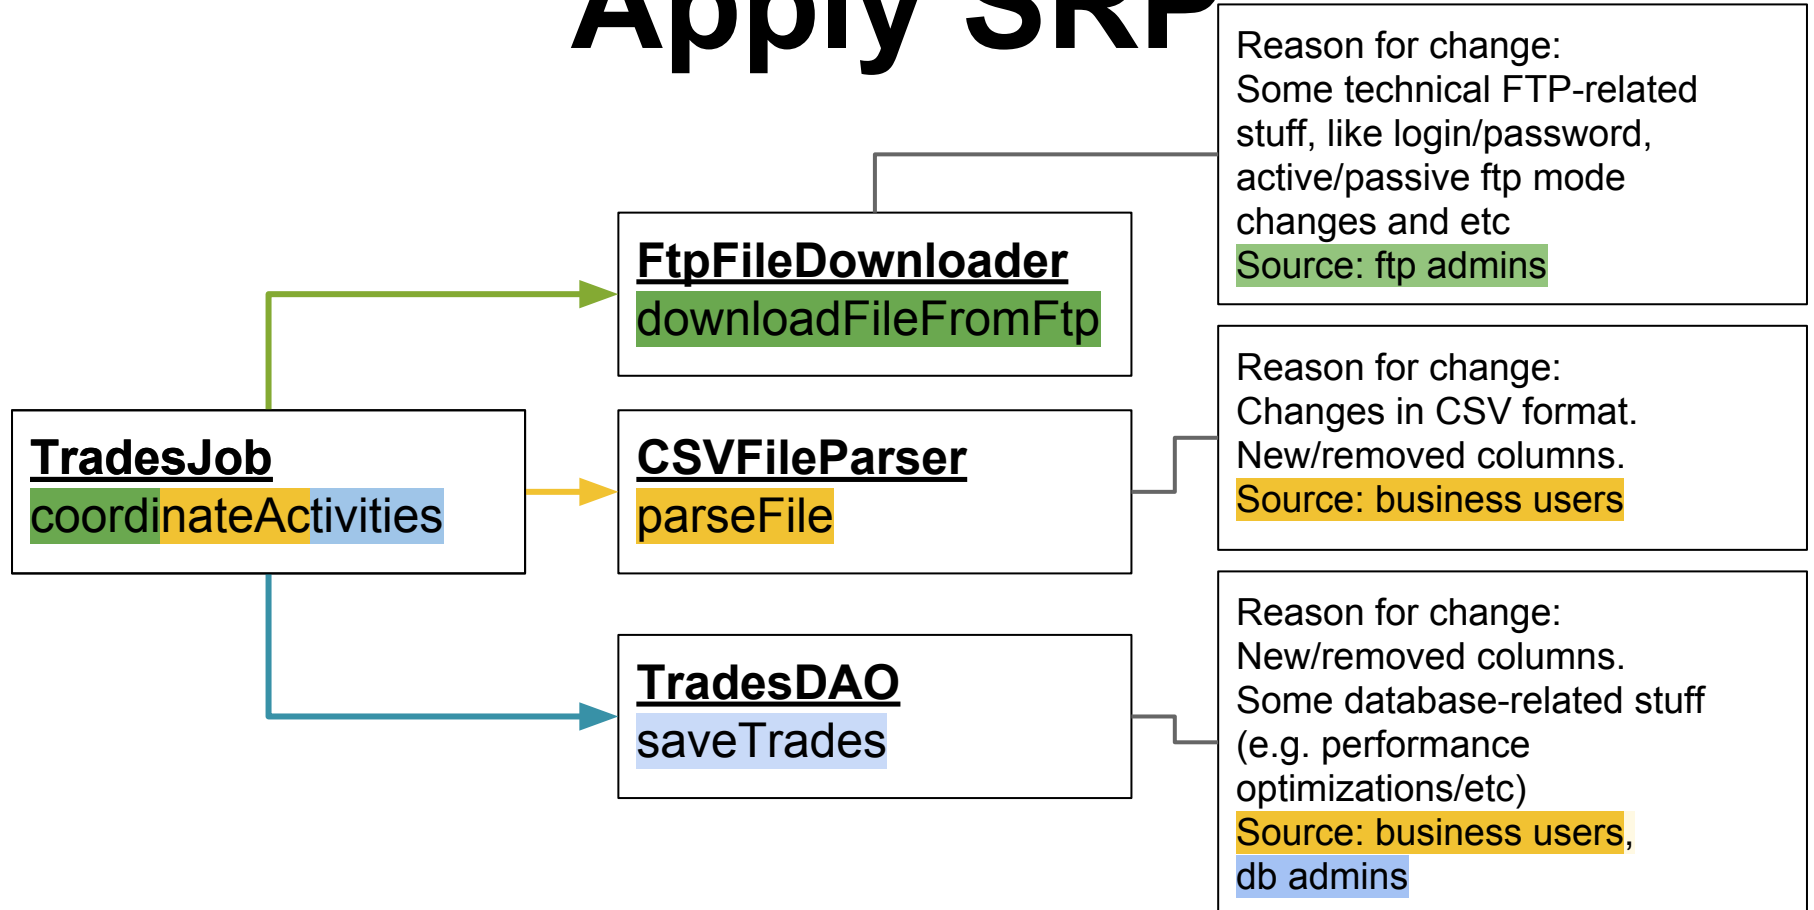 Apply SRP
Reason for change:
Some technical FTP-related
stuff, like login/password,
active/passive ftp mode
changes and etc
Source: ftp admins
FtpFileDownloader
downloadFileFromFtp
Reason for change:
Changes in CSV format.
New/removed columns.
Source: business users
TradesJob
coordinateActivities
CSVFileParser
parseFile
Reason for change:
New/removed columns.
Some database-related stuff
(e.g. performance
optimizations/etc)
Source: business users,
db admins
TradesDAO
saveTrades